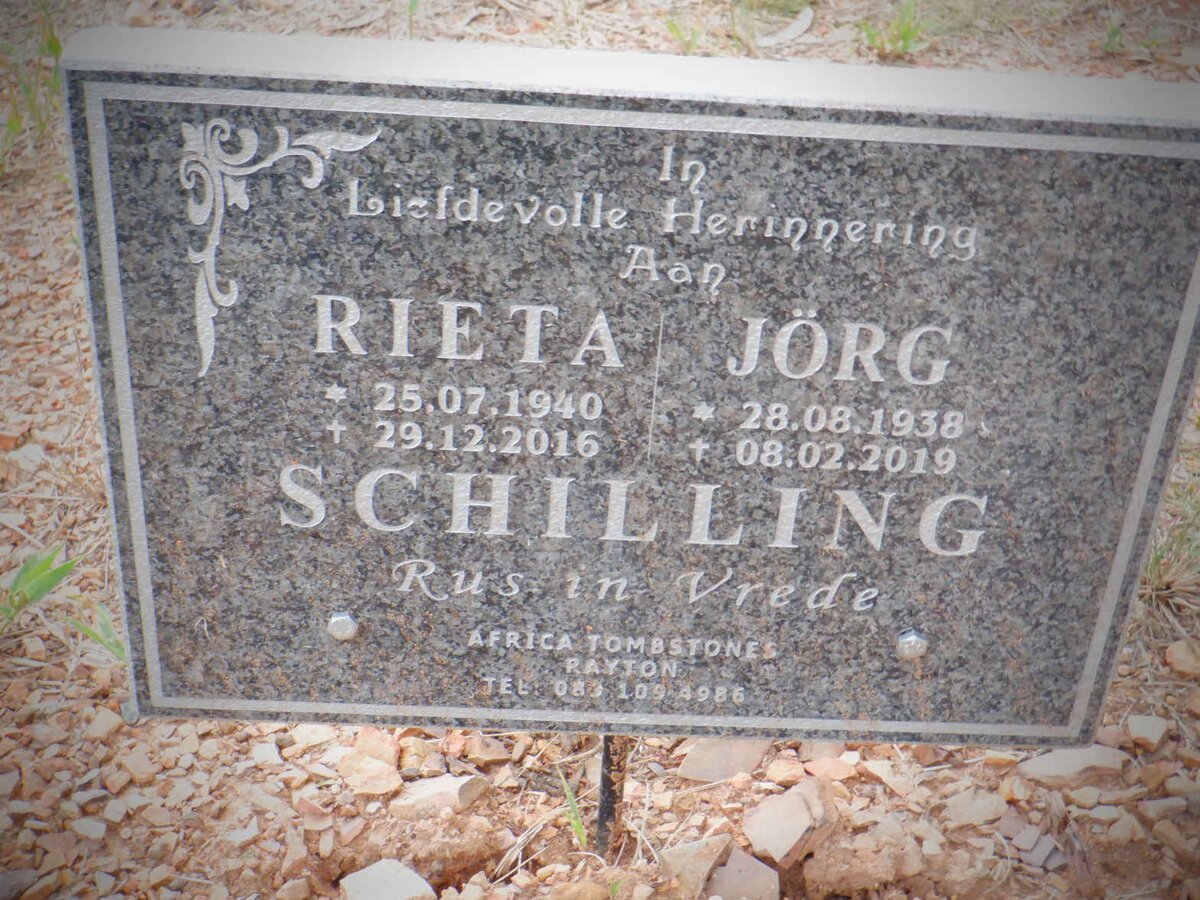 In
Liefdevolle Herinnering
Aan
RIETA | JÖRG
* 25.07.1940 * 28.08.1938
† 29.12.2016 † 08.02.2019
SCHILLING
Rus in Vrede
AFRICA TOMBSTONES
RAYTON
TEL: 083 109 4986